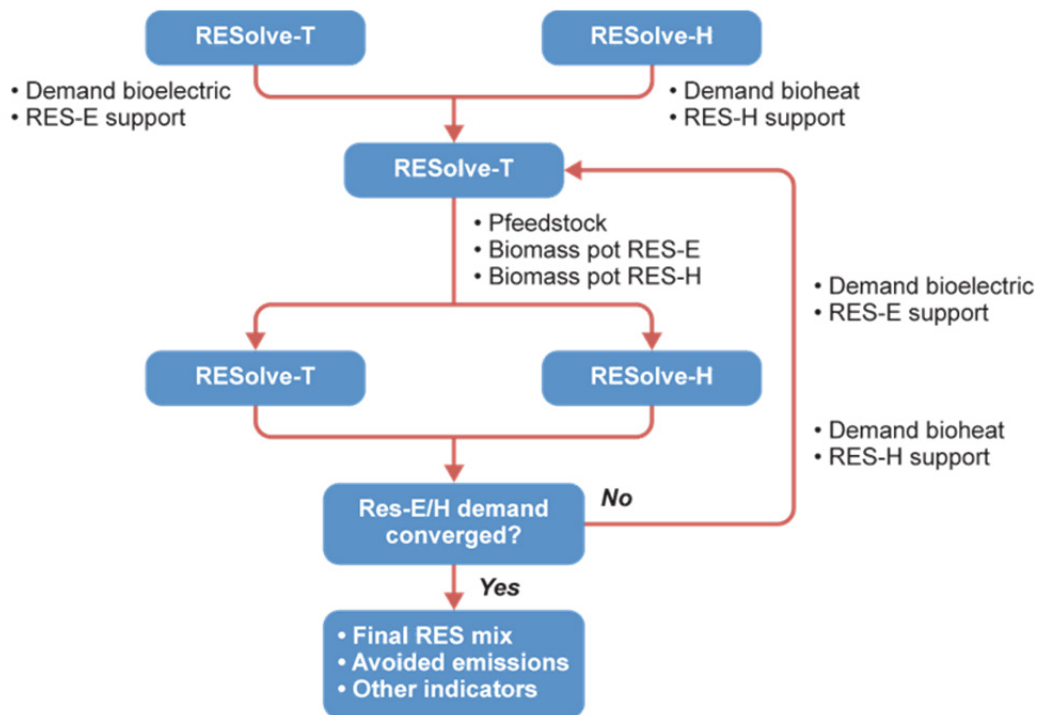 RESolve-T
RESolve-H
• Demand bioelectric
• RES-E support
• Demand bioheat
• RES-H support
RESolve-T
• Pfeedstock
• Biomass pot RES-E
• Biomass pot RES-H
• Demand bioelectric
• RES-E support
RESolve-T
RESolve-H
• Demand bioheat
• RES-H support
Res-E/H demand
converged?
No
Yes
• Final RES mix
• Avoided emissions
• Other indicators